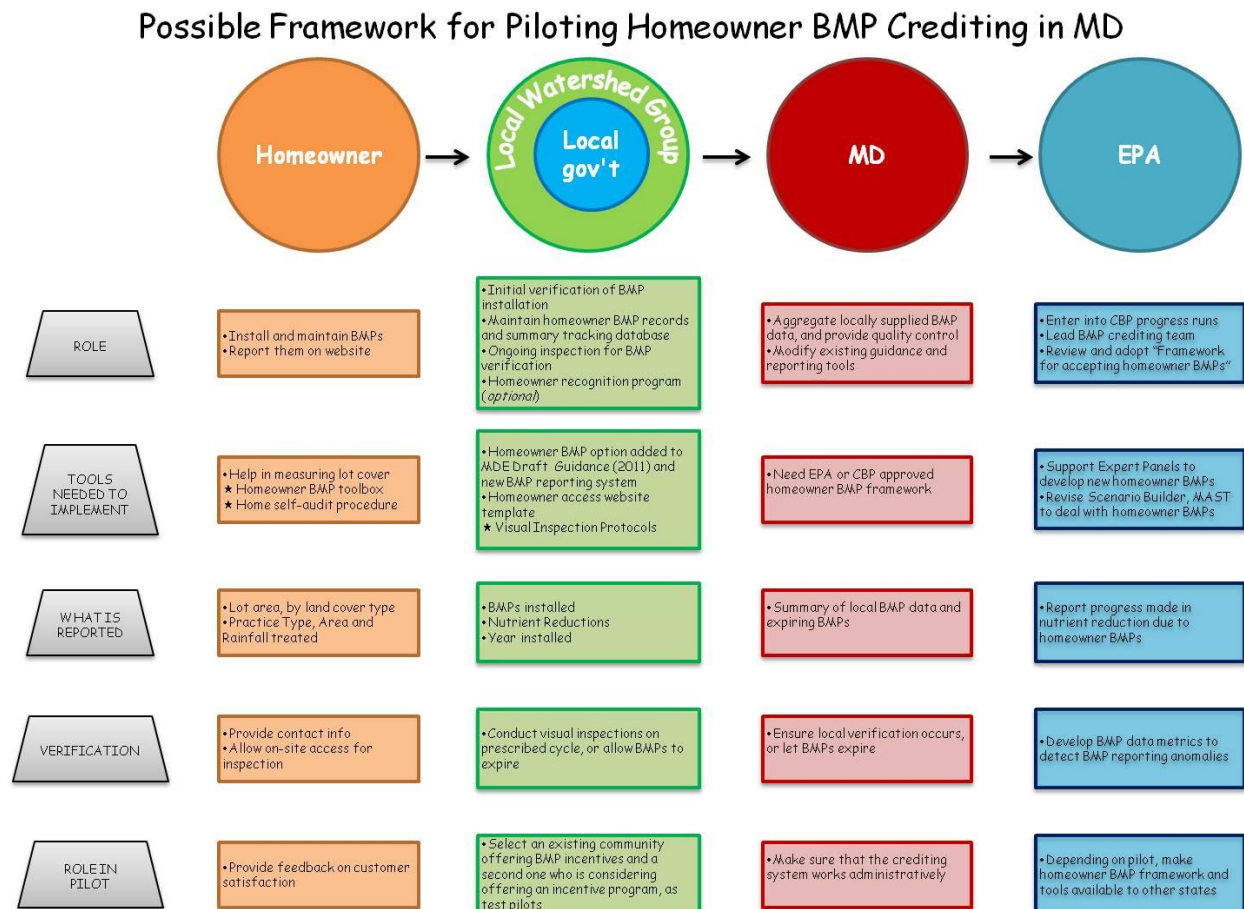 Possible Framework for Piloting Homeowner BMP Crediting in MD
Homeowner
Local Watershed Group
Local
gov't
MD
EPA
ROLE
• Install and maintain BMPs
• Report them on website
• Initial verification of BMP
installation
• Maintain homeowner BMP records
and summary tracking database
• Ongoing inspection for BMP
verification
• Homeowner recognition program
(optional)
• Aggregate locally supplied BMP
data, and provide quality control
• Modify existing guidance and
reporting tools
• Enter into CBP progress runs
• Lead BMP crediting team
• Review and adopt “Framework
for accepting homeowner BMPs”
TOOLS
NEEDED TO
IMPLEMENT
• Help in measuring lot cover
★ Homeowner BMP toolbox
★ Home self-audit procedure
• Homeowner BMP option added to
MDE Draft Guidance (2011) and
new BMP reporting system
• Homeowner access website
template
★ Visual Inspection Protocols
• Need EPA or CBP approved
homeowner BMP framework
• Support Expert Panels to
develop new homeowner BMPs
• Revise Scenario Builder, MAST
to deal with homeowner BMPs
WHAT IS
REPORTED
• Lot area, by land cover type
• Practice Type, Area and
Rainfall treated
• BMPs installed
• Nutrient Reductions
• Year installed
• Summary of local BMP data and
expiring BMPs
• Report progress made in
nutrient reduction due to
homeowner BMPs
VERIFICATION
• Provide contact info
• Allow on-site access for
inspection
• Conduct visual inspections on
prescribed cycle, or allow BMPs to
expire
• Ensure local verification occurs,
or let BMPs expire
• Develop BMP data metrics to
detect BMP reporting anomalies
ROLE IN
PILOT
• Provide feedback on customer
satisfaction
• Select an existing community
offering BMP incentives and a
second one who is considering
offering an incentive program, as
test pilots
• Make sure that the crediting
system works administratively
• Depending on pilot, make
homeowner BMP framework and
tools available to other states